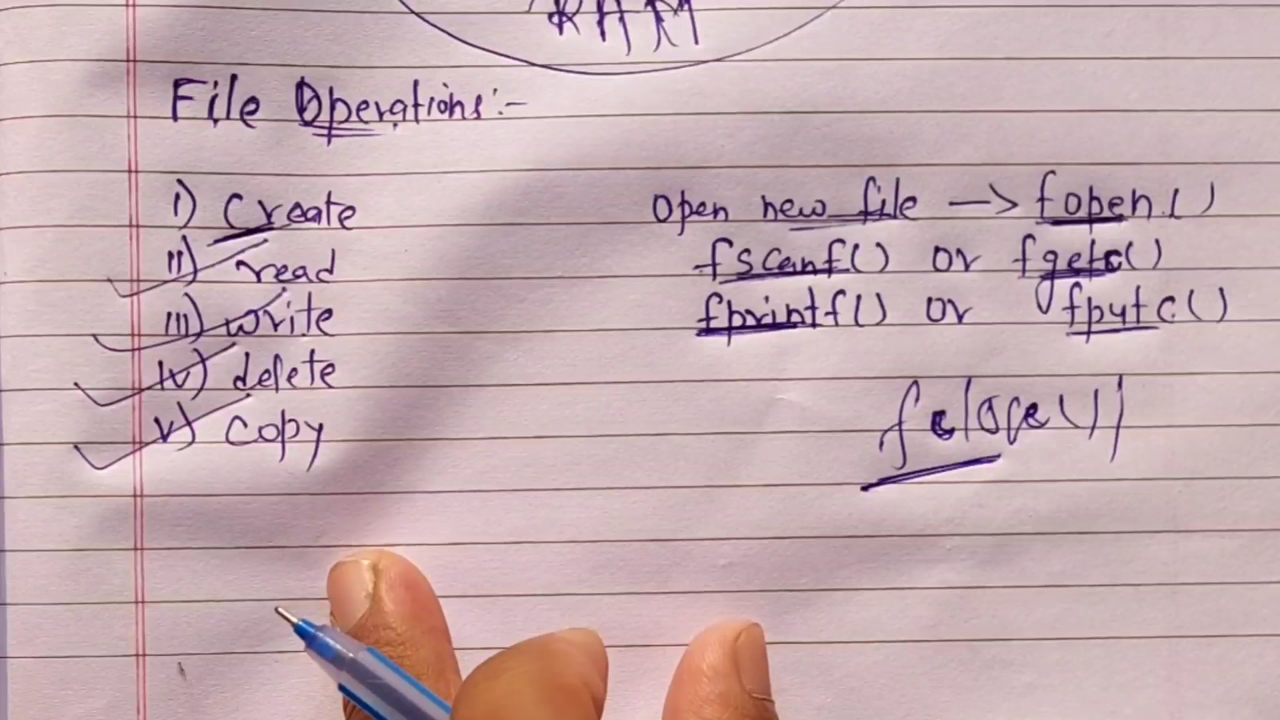 RAM
File Operations:-
i) Create
ii) read
iii) write
iv) delete
v) copy
Open new file -> fopen()
fscanf() or fgetc()
fprintf() or fputc()
fclose()